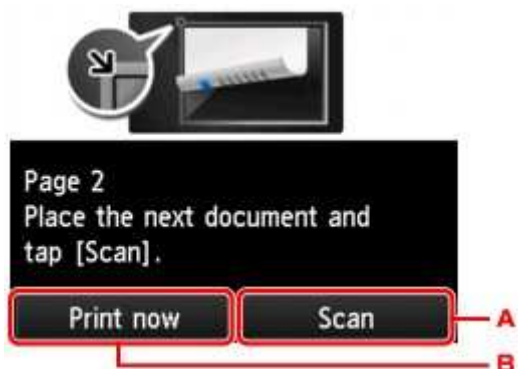 Page 2
Place the next document and
tap [Scan].
Print now
Scan
A
B